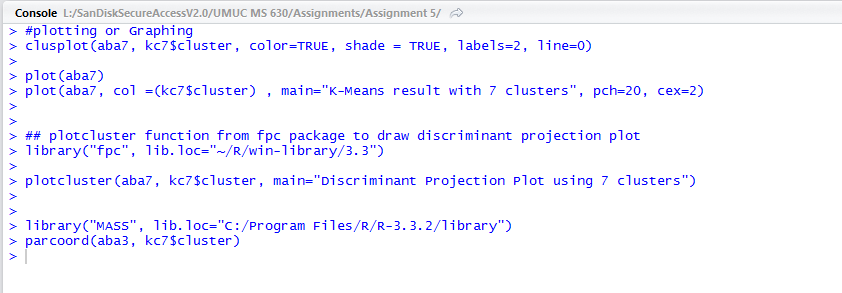 Console L:/SanDiskSecureAccessV2.0/UMUC MS 630/Assignments/Assignment 5/
> #plotting or Graphing
> clusplot(aba7, kc7$cluster, color=TRUE, shade = TRUE, labels=2, line=0)
>
> plot(aba7)
> plot(aba7, col =(kc7$cluster) , main="K-Means result with 7 clusters", pch=20, cex=2)
>
>
> ## plotcluster function from fpc package to draw discriminant projection plot
> library("fpc", lib.loc="~/R/win-library/3.3")
>
> plotcluster(aba7, kc7$cluster, main="Discriminant Projection Plot using 7 clusters")
>
>
> library("MASS", lib.loc="C:/Program Files/R/R-3.3.2/library")
> parcoord(aba3, kc7$cluster)
>